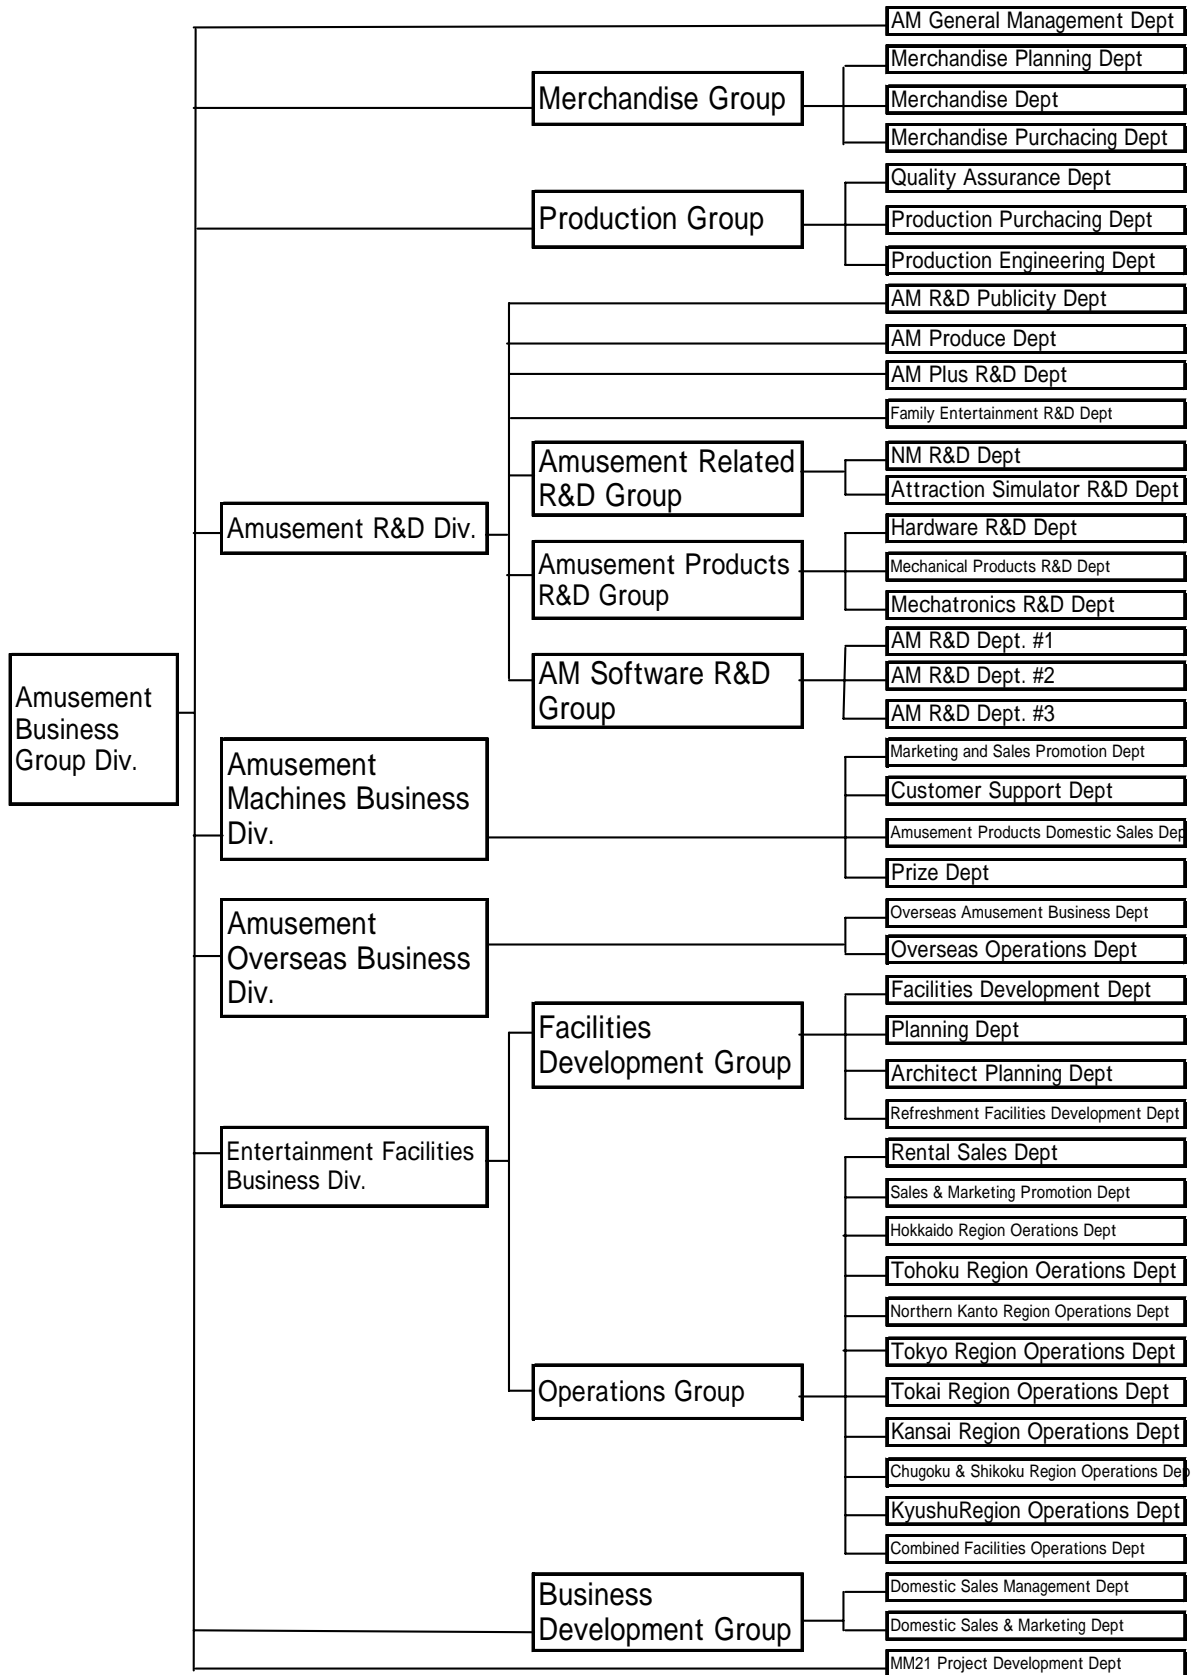 AM General Management Dept
Merchandise Group
Merchandise Planning Dept
Merchandise Dept
Merchandise Purchacing Dept
Production Group
Quality Assurance Dept
Production Purchacing Dept
Production Engineering Dept
Amusement R&D Div.
AM R&D Publicity Dept
AM Produce Dept
AM Plus R&D Dept
Family Entertainment R&D Dept
Amusement Related
R&D Group
NM R&D Dept
Attraction Simulator R&D Dept
Amusement Products
R&D Group
Hardware R&D Dept
Mechanical Products R&D Dept
Mechatronics R&D Dept
AM Software R&D
Group
AM R&D Dept. #1
AM R&D Dept. #2
AM R&D Dept. #3
Amusement
Business
Group Div.
Amusement
Machines Business
Div.
Marketing and Sales Promotion Dept
Customer Support Dept
Amusement Products Domestic Sales Dep
Prize Dept
Amusement
Overseas Business
Div.
Overseas Amusement Business Dept
Overseas Operations Dept
Entertainment Facilities
Business Div.
Facilities
Development Group
Facilities Development Dept
Planning Dept
Architect Planning Dept
Refreshment Facilities Development Dept
Operations Group
Rental Sales Dept
Sales & Marketing Promotion Dept
Hokkaido Region Oerations Dept
Tohoku Region Oerations Dept
Northern Kanto Region Operations Dept
Tokyo Region Operations Dept
Tokai Region Operations Dept
Kansai Region Operations Dept
Chugoku & Shikoku Region Operations Dep
KyushuRegion Operations Dept
Combined Facilities Operations Dept
Business
Development Group
Domestic Sales Management Dept
Domestic Sales & Marketing Dept
MM21 Project Development Dept